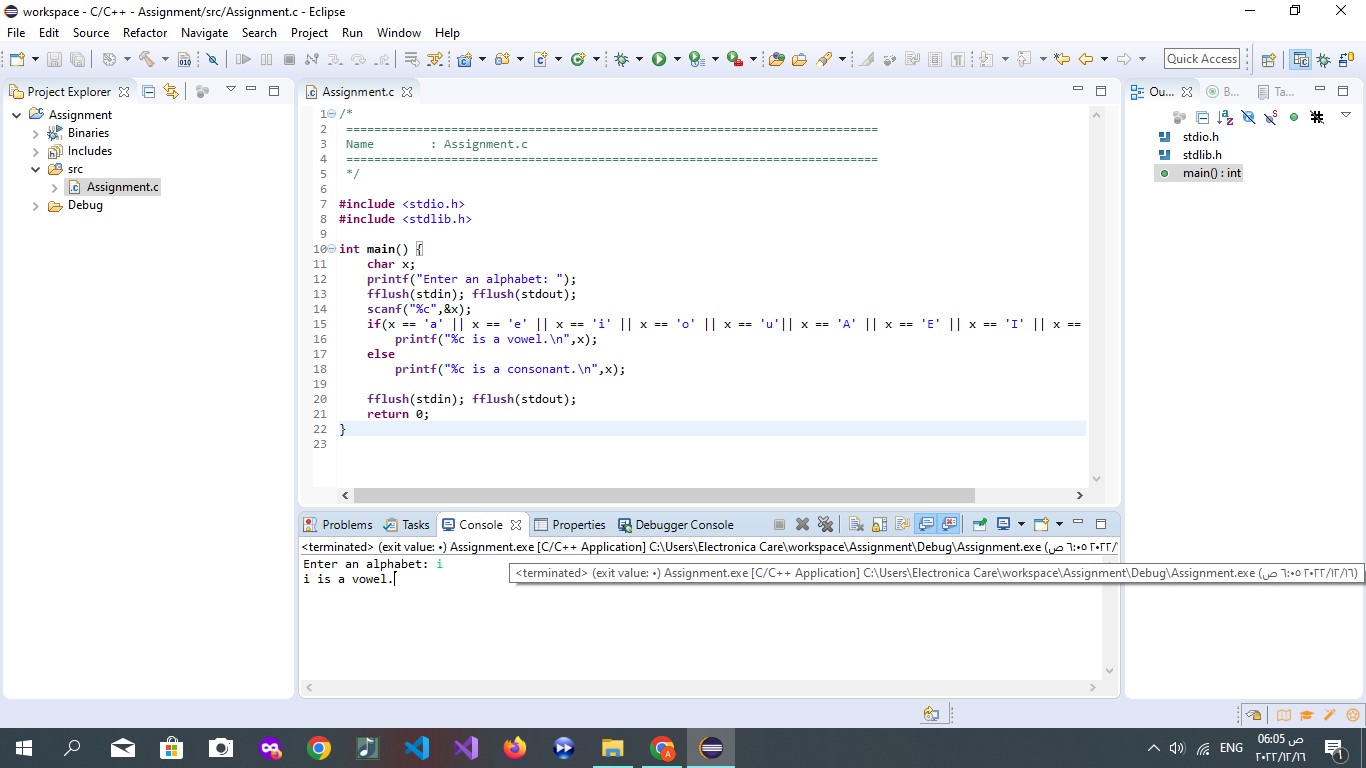 workspace - C/C++ - Assignment/src/Assignment.c - Eclipse
File Edit Source Refactor Navigate Search Project Run Window Help
Quick Access
Project Explorer
Assignment
Binaries
Includes
src
Assignment.c
Debug
Assignment.c
1 /*
2 ============================================================================
3 Name        : Assignment.c
4 ============================================================================
5 */
6
7 #include <stdio.h>
8 #include <stdlib.h>
9
10 int main() {
11     char x;
12     printf("Enter an alphabet: ");
13     fflush(stdin); fflush(stdout);
14     scanf("%c",&x);
15     if(x == 'a' || x == 'e' || x == 'i' || x == 'o' || x == 'u'|| x == 'A' || x == 'E' || x == 'I' || x ==
16         printf("%c is a vowel.\n",x);
17     else
18         printf("%c is a consonant.\n",x);
19
20     fflush(stdin); fflush(stdout);
21     return 0;
22 }
23
Ou... B... Ta...
stdio.h
stdlib.h
main() : int
Problems Tasks Console Properties Debugger Console
<terminated> (exit value: ٠) Assignment.exe [C/C++ Application] C:\Users\Electronica Care\workspace\Assignment\Debug\Assignment.exe (ص ٦:٠٥ ٢٠٢٢/
Enter an alphabet: i
i is a vowel.
<terminated> (exit value: ٠) Assignment.exe [C/C++ Application] C:\Users\Electronica Care\workspace\Assignment\Debug\Assignment.exe (ص ٦:٠٥ ٢٠٢٢/١٢/١٦)
ENG
06:05 ص
٢٠٢٢/١٢/١٦
1